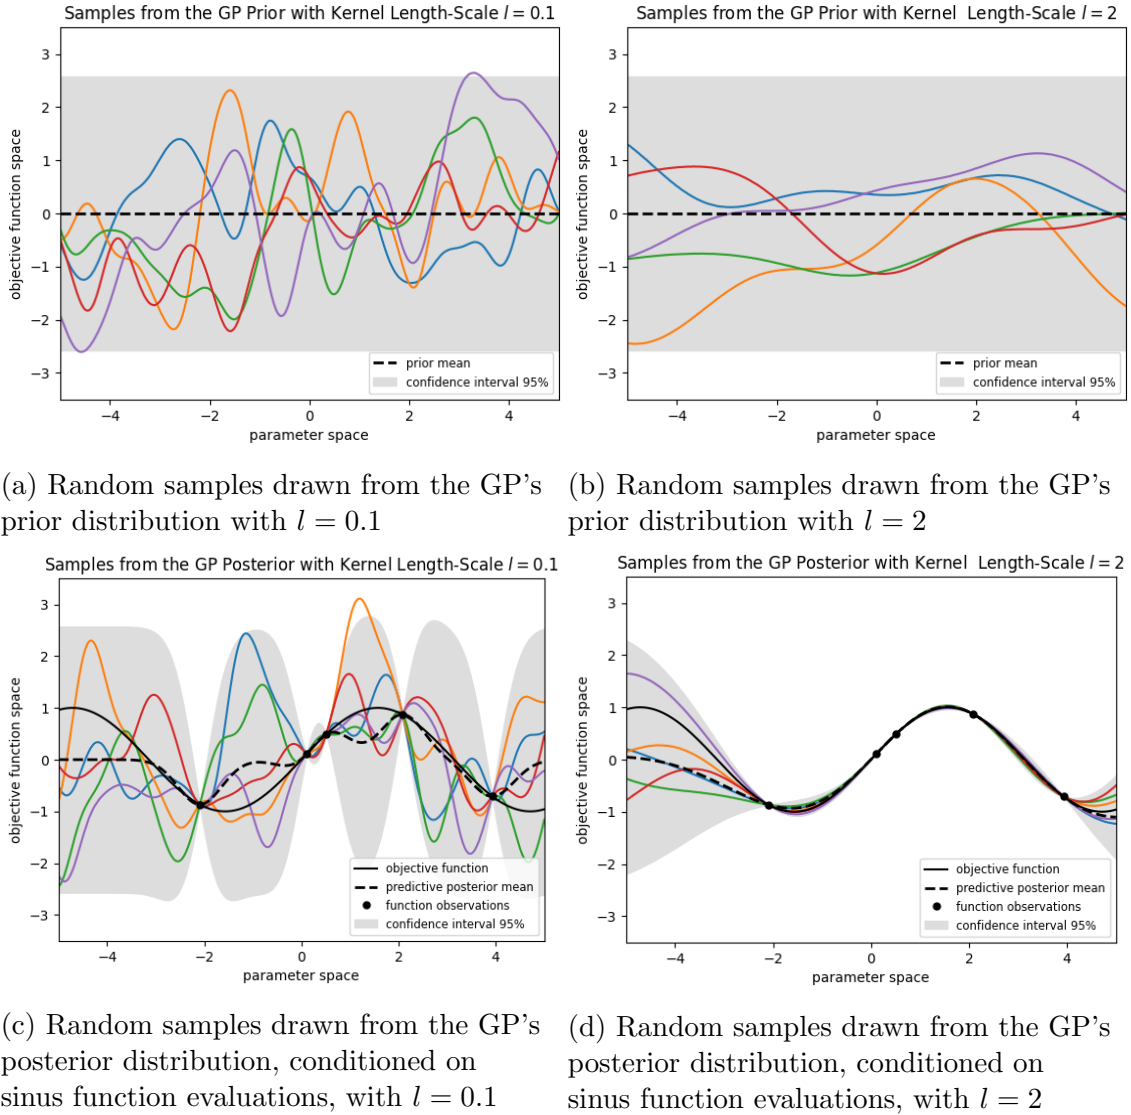 Samples from the GP Prior with Kernel Length-Scale l = 0.1
objective function space
3
2
1
0
−1
−2
−3
−4
−2
0
2
4
parameter space
prior mean
confidence interval 95%
Samples from the GP Prior with Kernel Length-Scale l = 2
objective function space
3
2
1
0
−1
−2
−3
−4
−2
0
2
4
parameter space
prior mean
confidence interval 95%
(a) Random samples drawn from the GP's
prior distribution with l = 0.1
(b) Random samples drawn from the GP's
prior distribution with l = 2
Samples from the GP Posterior with Kernel Length-Scale l = 0.1
objective function space
3
2
1
0
−1
−2
−3
−4
−2
0
2
4
parameter space
objective function
predictive posterior mean
function observations
confidence interval 95%
Samples from the GP Posterior with Kernel Length-Scale l = 2
objective function space
3
2
1
0
−1
−2
−3
−4
−2
0
2
4
parameter space
objective function
predictive posterior mean
function observations
confidence interval 95%
(c) Random samples drawn from the GP's
posterior distribution, conditioned on
sinus function evaluations, with l = 0.1
(d) Random samples drawn from the GP's
posterior distribution, conditioned on
sinus function evaluations, with l = 2